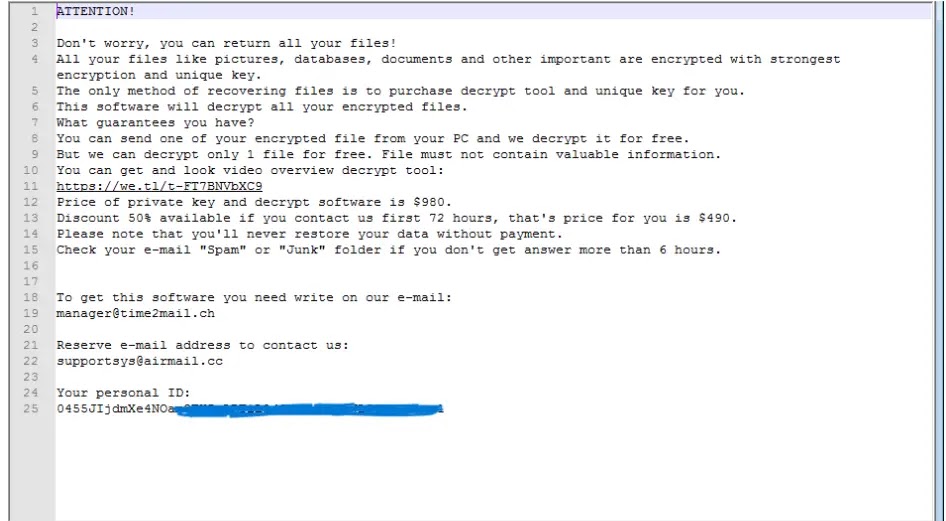 1 ATTENTION!
2
3 Don't worry, you can return all your files!
4 All your files like pictures, databases, documents and other important are encrypted with strongest
encryption and unique key.
5 The only method of recovering files is to purchase decrypt tool and unique key for you.
6 This software will decrypt all your encrypted files.
7 What guarantees you have?
8 You can send one of your encrypted file from your PC and we decrypt it for free.
9 But we can decrypt only 1 file for free. File must not contain valuable information.
10 You can get and look video overview decrypt tool:
11 https://we.tl/t-FT7BNVbXC9
12 Price of private key and decrypt software is $980.
13 Discount 50% available if you contact us first 72 hours, that's price for you is $490.
14 Please note that you'll never restore your data without payment.
15 Check your e-mail "Spam" or "Junk" folder if you don't get answer more than 6 hours.
16
17
18 To get this software you need write on our e-mail:
19 manager@time2mail.ch
20
21 Reserve e-mail address to contact us:
22 supportsys@airmail.cc
23
24 Your personal ID:
25 0455JIjdmXe4NOa